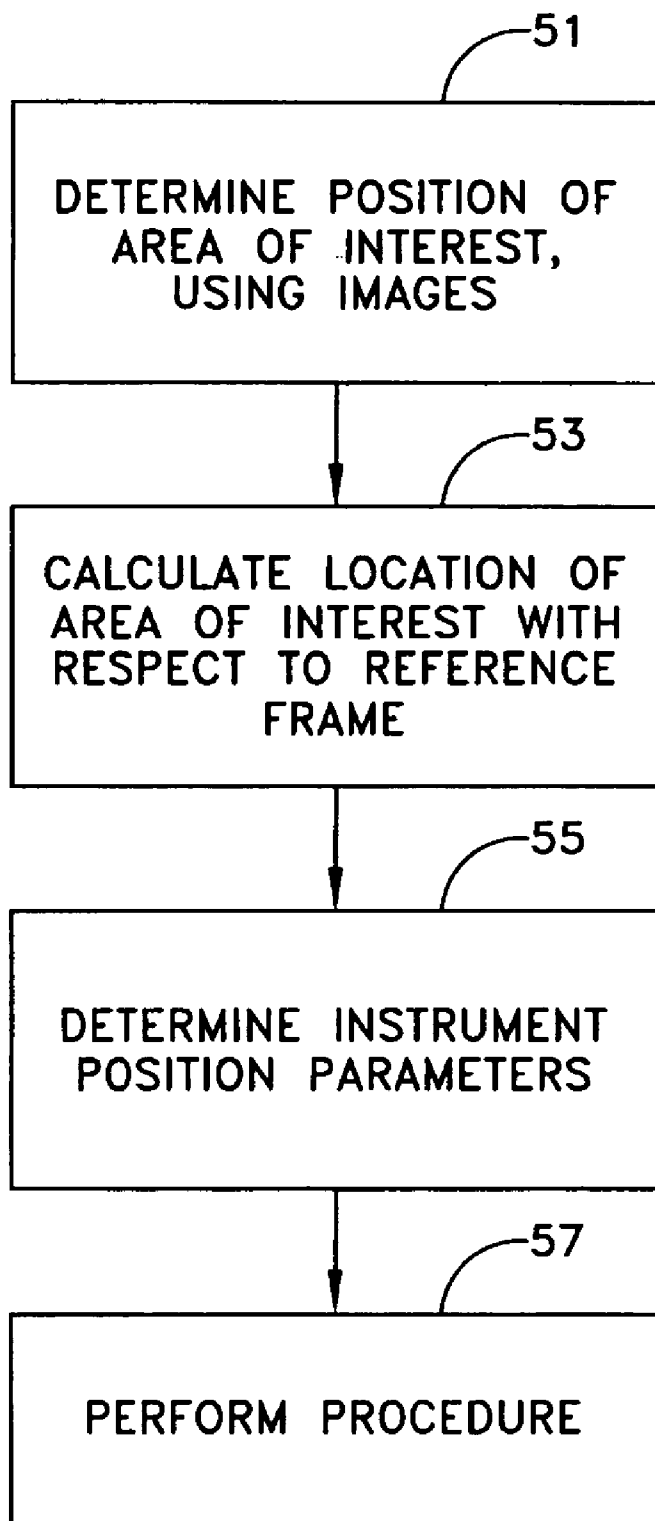 51
DETERMINE POSITION OF
AREA OF INTEREST,
USING IMAGES
53
CALCULATE LOCATION OF
AREA OF INTEREST WITH
RESPECT TO REFERENCE
FRAME
55
DETERMINE INSTRUMENT
POSITION PARAMETERS
57
PERFORM PROCEDURE